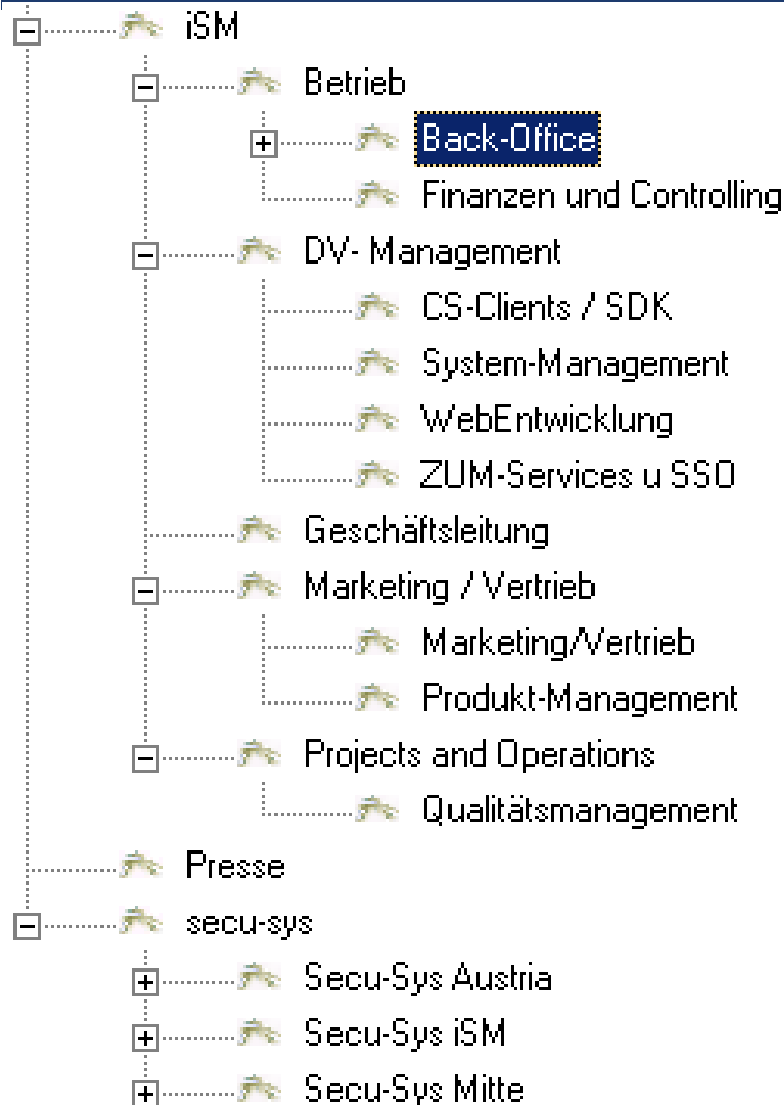 iSM
Betrieb
Back-Office
Finanzen und Controlling
DV- Management
CS-Clients / SDK
System-Management
WebEntwicklung
ZUM-Services u SSO
Geschäftsleitung
Marketing / Vertrieb
Marketing/Vertrieb
Produkt-Management
Projects and Operations
Qualitätsmanagement
Presse
secu-sys
Secu-Sys Austria
Secu-Sys iSM
Secu-Sys Mitte